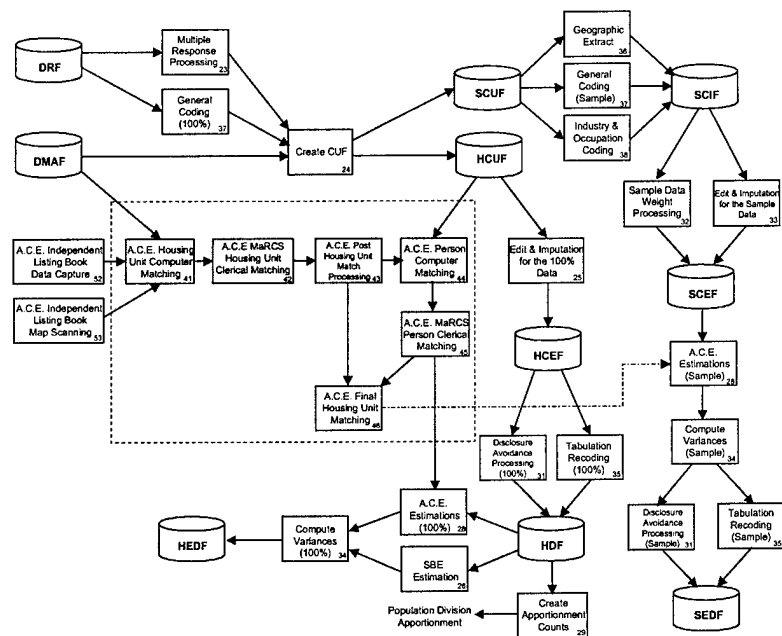 DRF
Multiple
Response
Processing
23
General
Coding
(100%)
37
DMAF
Create CUF
24
SCUF
Geographic
Extract
36
General
Coding
(Sample)
37
Industry &
Occupation
Coding
38
SCIF
HCUF
Sample Data
Weight
Processing
32
Edit & Imputation
for the Sample
Data
33
A.C.E. Independent
Listing Book
Data Capture
52
A.C.E. Housing
Unit Computer
Matching
41
A.C.E MaRCS
Housing Unit
Clerical Matching
42
A.C.E. Post
Housing Unit
Match
Processing
43
A.C.E. Person
Computer
Matching
44
Edit & Imputation
for the 100%
Data
25
A.C.E. Independent
Listing Book
Map Scanning
53
SCEF
A.C.E. MaRCS
Person Clerical
Matching
45
HCEF
A.C.E.
Estimations
(Sample)
28
A.C.E. Final
Housing Unit
Matching
46
Compute
Variances
(Sample)
34
Disclosure
Avoidance
Processing
(100%)
31
Tabulation
Recoding
(100%)
35
A.C.E.
Estimations
(100%)
28
HEDF
Compute
Variances
(100%)
34
HDF
Disclosure
Avoidance
Processing
(Sample)
31
Tabulation
Recoding
(Sample)
35
SBE
Estimation
26
Population Division
Apportionment
Create
Apportionment
Counts
29
SEDF